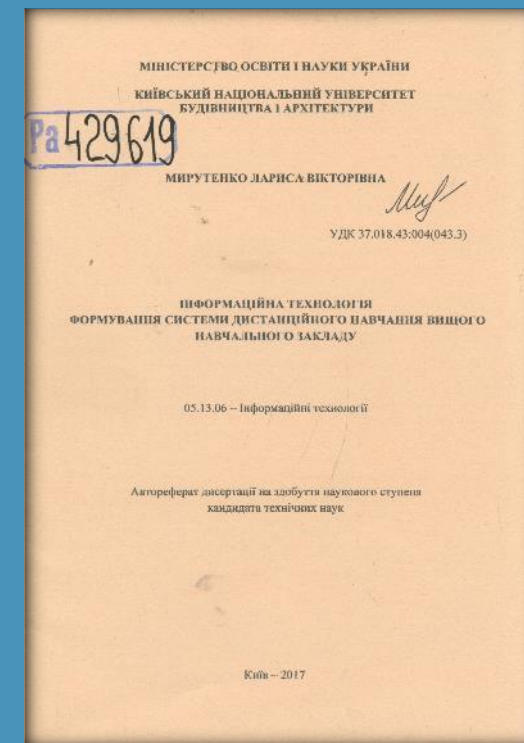 МІНІСТЕРСТВО ОСВІТИ І НАУКИ УКРАЇНИ
КИЇВСЬКИЙ НАЦІОНАЛЬНИЙ УНІВЕРСИТЕТ
БУДІВНИЦТВА І АРХІТЕКТУРИ
Ра 429619
МИРУТЕНКО ЛАРИСА ВІКТОРІВНА
УДК 37.018.43:004(043.3)
ІНФОРМАЦІЙНА ТЕХНОЛОГІЯ
ФОРМУВАННЯ СИСТЕМИ ДИСТАНЦІЙНОГО НАВЧАННЯ ВИЩОГО
НАВЧАЛЬНОГО ЗАКЛАДУ
05.13.06 – Інформаційні технології
Автореферат дисертації на здобуття наукового ступеня
кандидата технічних наук
Київ – 2017